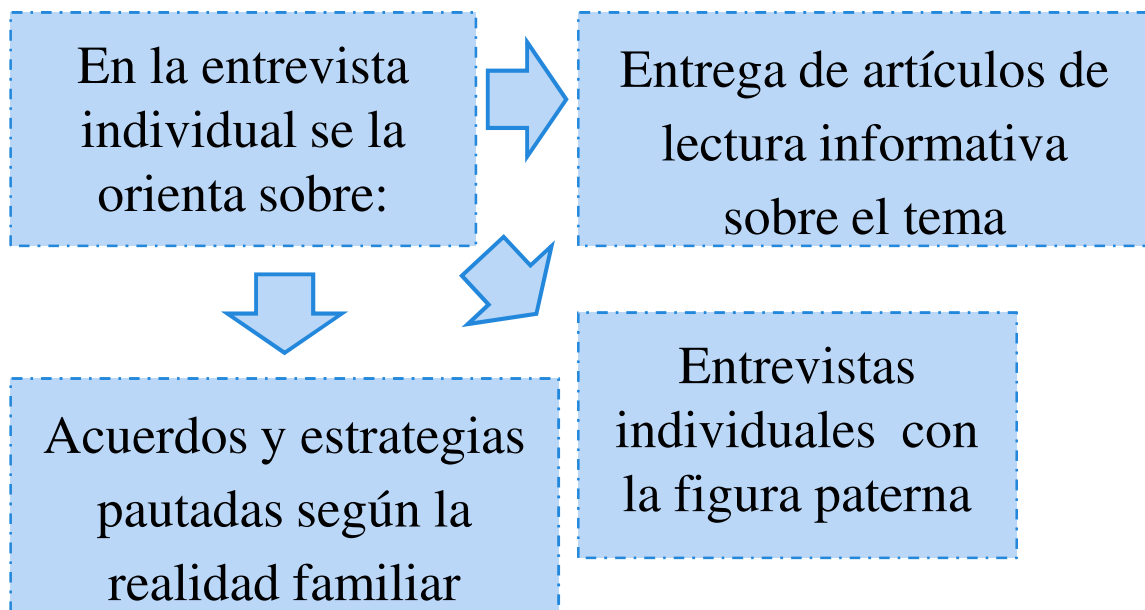 En la entrevista
individual se la
orienta sobre:
Entrega de artículos de
lectura informativa
sobre el tema
Entrevistas
individuales con
la figura paterna
Acuerdos y estrategias
pautadas según la
realidad familiar